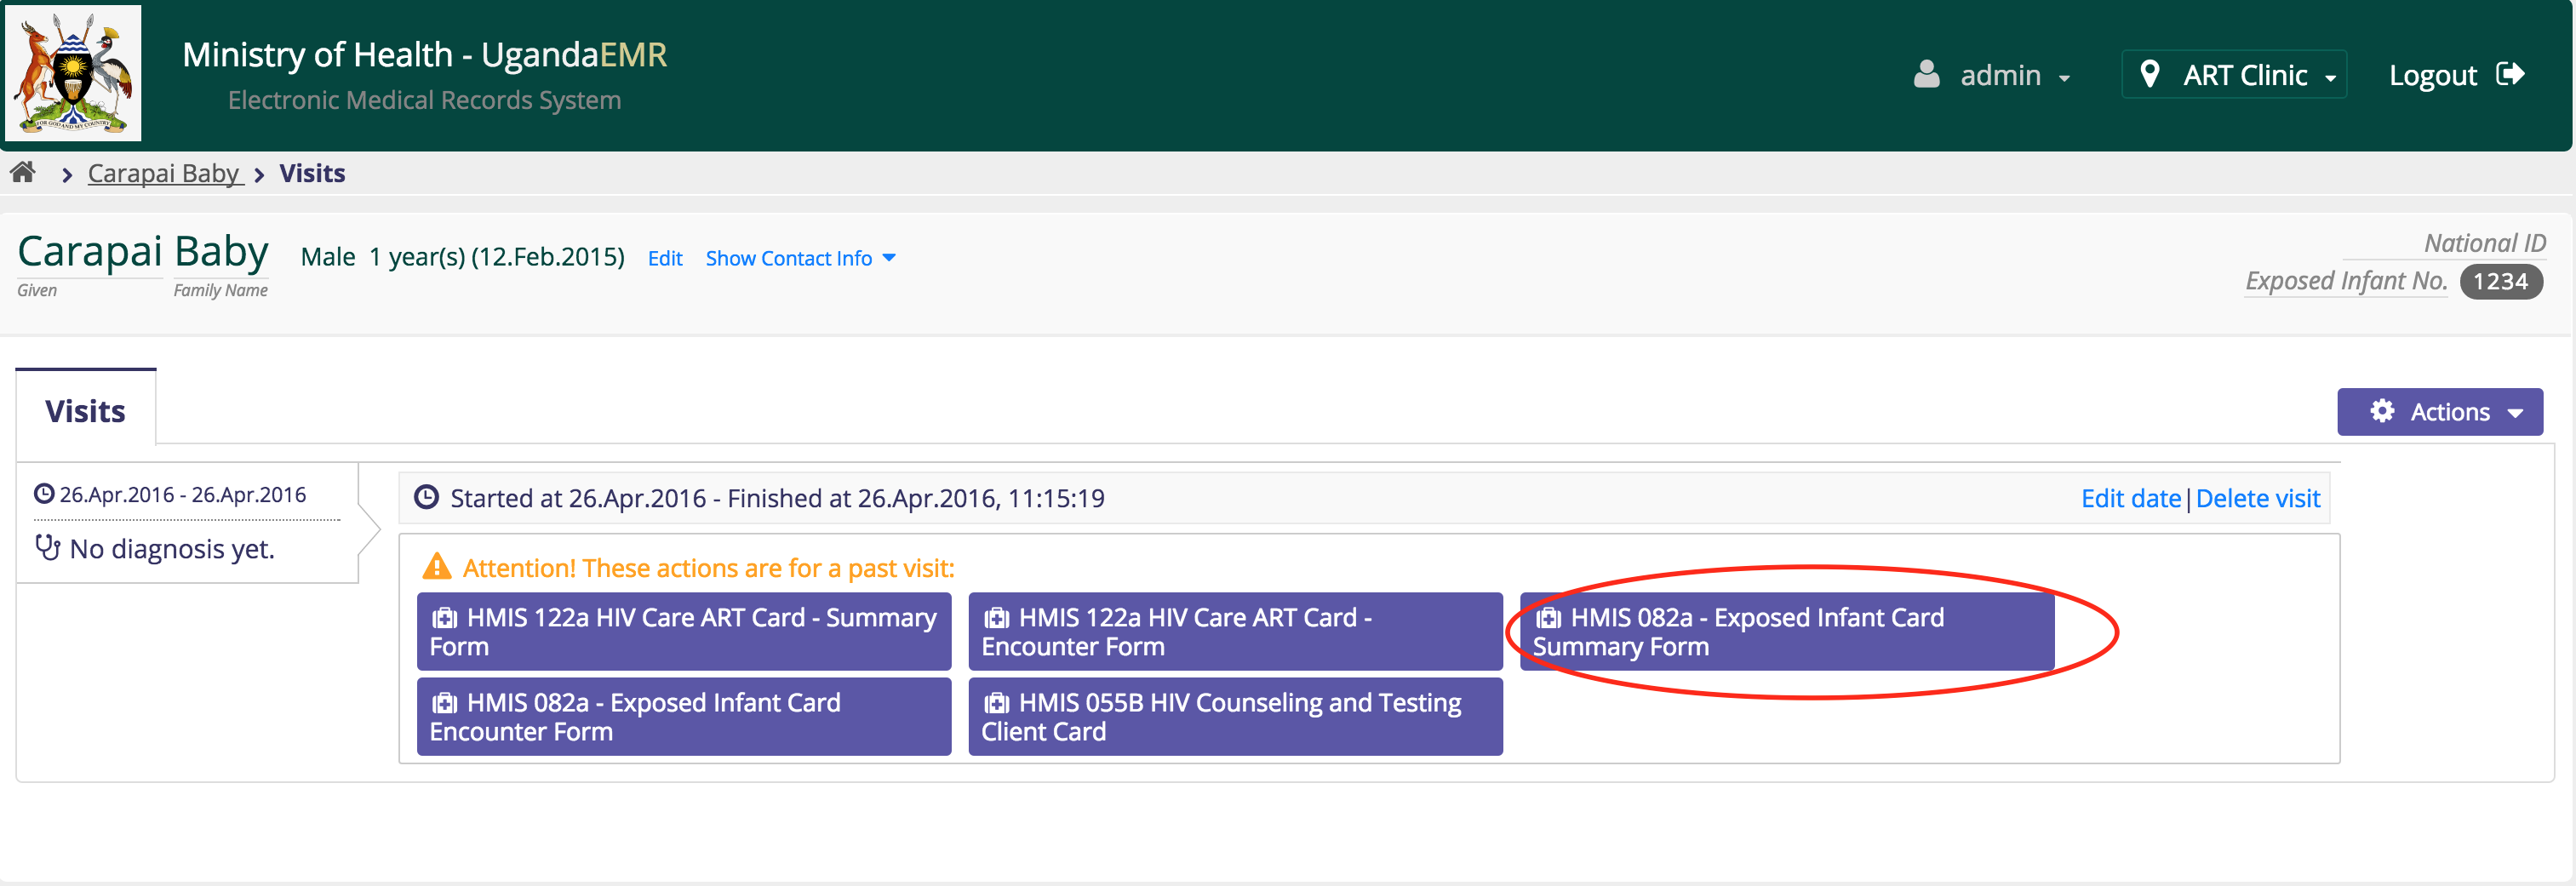 Ministry of Health - UgandaEMR
Electronic Medical Records System
FOR GOD AND MY COUNTRY
admin
ART Clinic
Logout
Carapai Baby
Visits
Carapai Baby
Given
Family Name
Male 1 year(s) (12.Feb.2015)
Edit
Show Contact Info
National ID
Exposed Infant No. 1234
Visits
Actions
26.Apr.2016 - 26.Apr.2016
No diagnosis yet.
Started at 26.Apr.2016 - Finished at 26.Apr.2016, 11:15:19
Edit date|Delete visit
Attention! These actions are for a past visit:
HMIS 122a HIV Care ART Card - Summary
Form
HMIS 122a HIV Care ART Card -
Encounter Form
HMIS 082a - Exposed Infant Card
Summary Form
HMIS 082a - Exposed Infant Card
Encounter Form
HMIS 055B HIV Counseling and Testing
Client Card